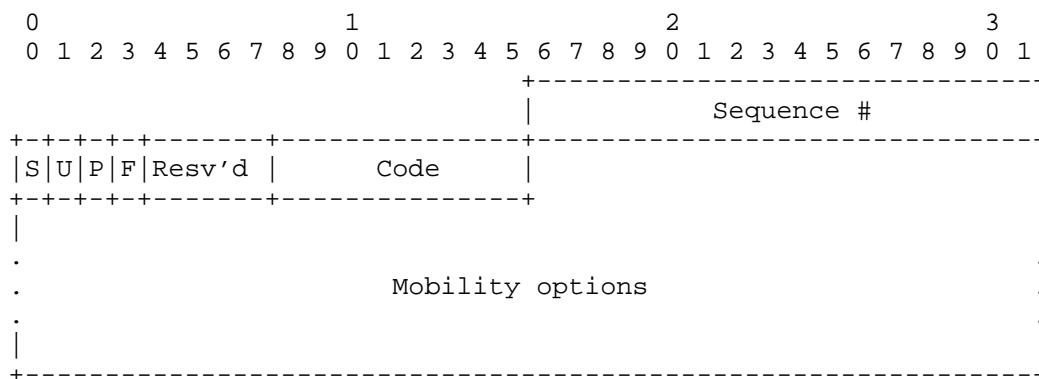 0                   1                   2                   3
0 1 2 3 4 5 6 7 8 9 0 1 2 3 4 5 6 7 8 9 0 1 2 3 4 5 6 7 8 9 0 1
Sequence #
|S|U|P|F|Resv'd | Code |
Mobility options